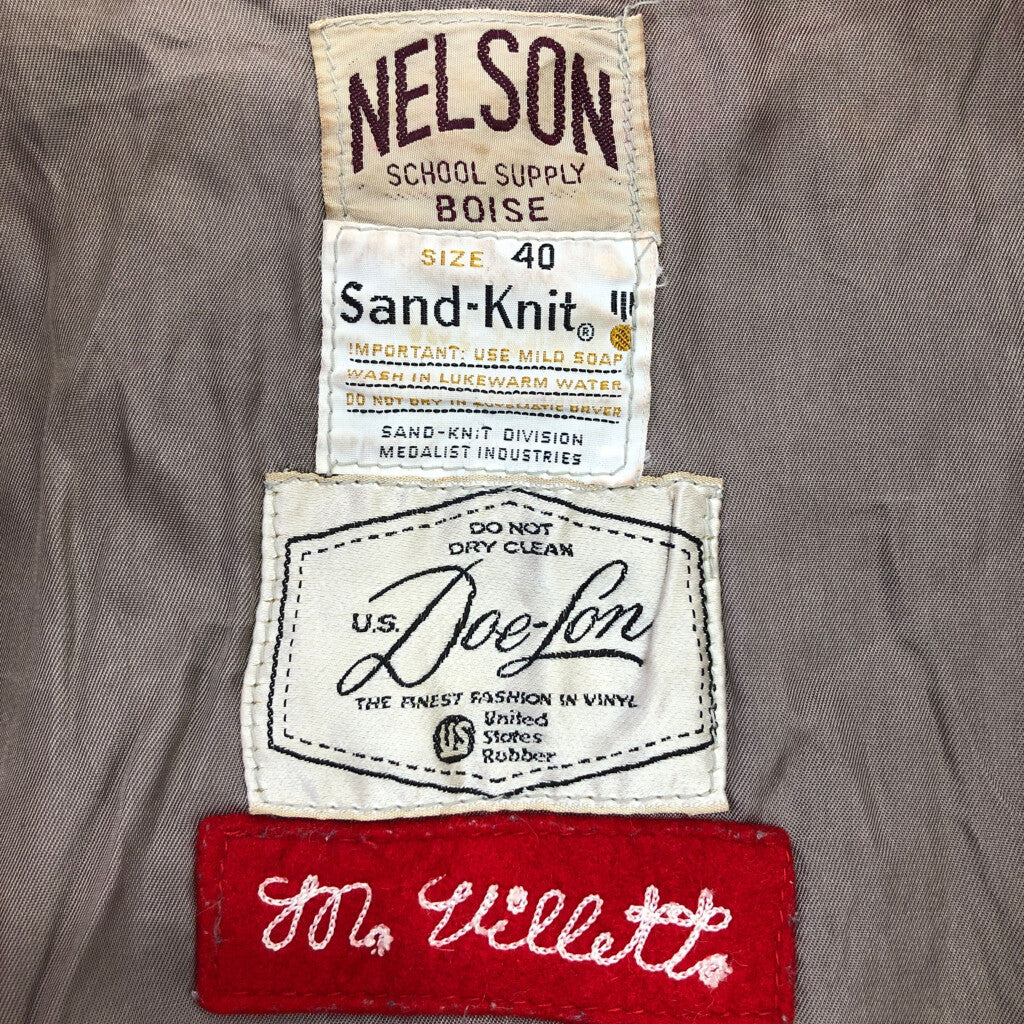 NELSON
SCHOOL SUPPLY
BOISE
SIZE 40
Sand-Knit®
IMPORTANT: USE MILD SOAP
WASH IN LUKEWARM WATER
DO NOT DRY IN AUTOMATIC DRYER
SAND-KNIT DIVISION
MEDALIST INDUSTRIES
DO NOT
DRY CLEAN
U.S. Doe-Lon
THE FINEST FASHION IN VINYL
US United
States
Rubber
M. Villett.